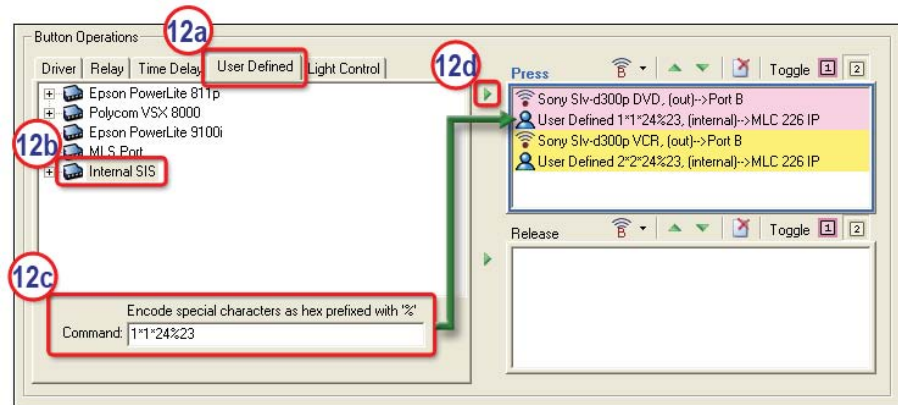 Button Operations
12a
Driver Relay Time Delay User Defined Light Control
12d
Press
B
Toggle 1 2
Epson PowerLite 811p
Polycom VSX 8000
Epson PowerLite 9100i
MLS Port
12b
Internal SIS
Sony Slv-d300p DVD, (out)-->Port B
User Defined 1*1*24%23, (internal)-->MLC 226 IP
Sony Slv-d300p VCR, (out)-->Port B
User Defined 2*2*24%23, (internal)-->MLC 226 IP
Release
B
Toggle 1 2
12c
Encode special characters as hex prefixed with '%'
Command: 1*1*24%23